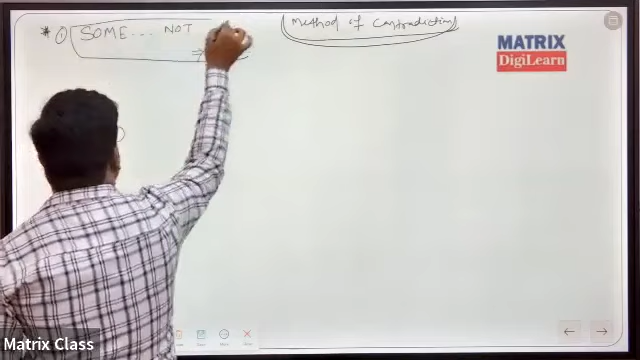 Method of Contradiction
* ① SOME... NOT
MATRIX
DigiLearn
Matrix Class